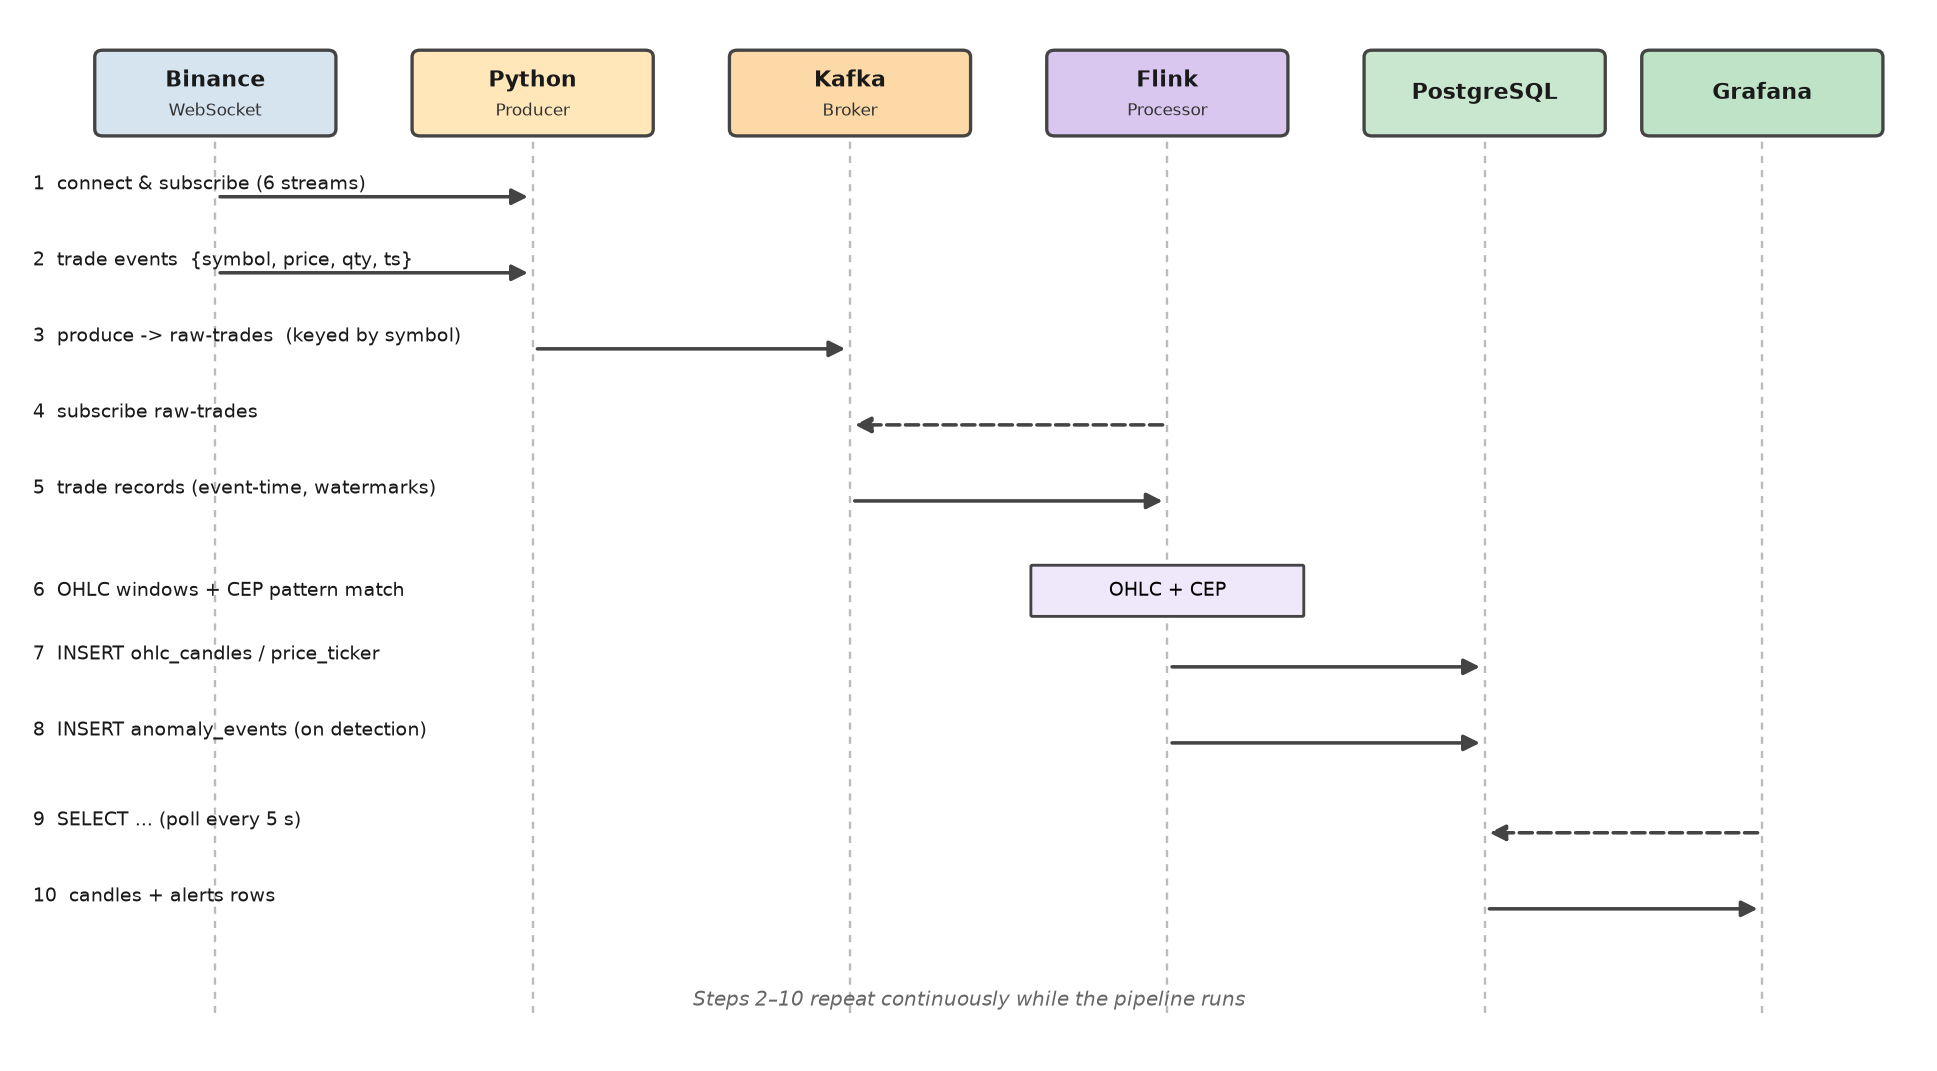 Binance
WebSocket
Python
Producer
Kafka
Broker
Flink
Processor
PostgreSQL
Grafana
1  connect & subscribe (6 streams)
2  trade events  {symbol, price, qty, ts}
3  produce -> raw-trades  (keyed by symbol)
4  subscribe raw-trades
5  trade records (event-time, watermarks)
6  OHLC windows + CEP pattern match
OHLC + CEP
7  INSERT ohlc_candles / price_ticker
8  INSERT anomaly_events (on detection)
9  SELECT ... (poll every 5 s)
10  candles + alerts rows
Steps 2–10 repeat continuously while the pipeline runs